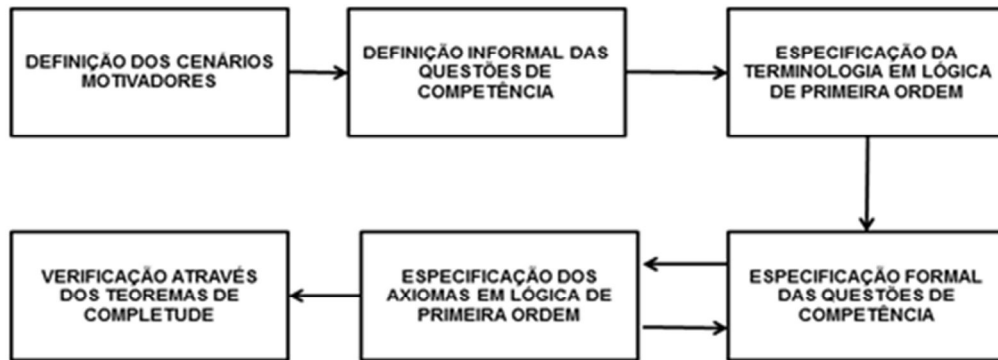 DEFINIÇÃO DOS CENÁRIOS
MOTIVADORES
DEFINIÇÃO INFORMAL DAS
QUESTÕES DE
COMPETÊNCIA
ESPECIFICAÇÃO DA
TERMINOLOGIA EM LÓGICA
DE PRIMEIRA ORDEM
VERIFICAÇÃO ATRAVÉS
DOS TEOREMAS DE
COMPLETUDE
ESPECIFICAÇÃO DOS
AXIOMAS EM LÓGICA DE
PRIMEIRA ORDEM
ESPECIFICAÇÃO FORMAL
DAS QUESTÕES DE
COMPETÊNCIA